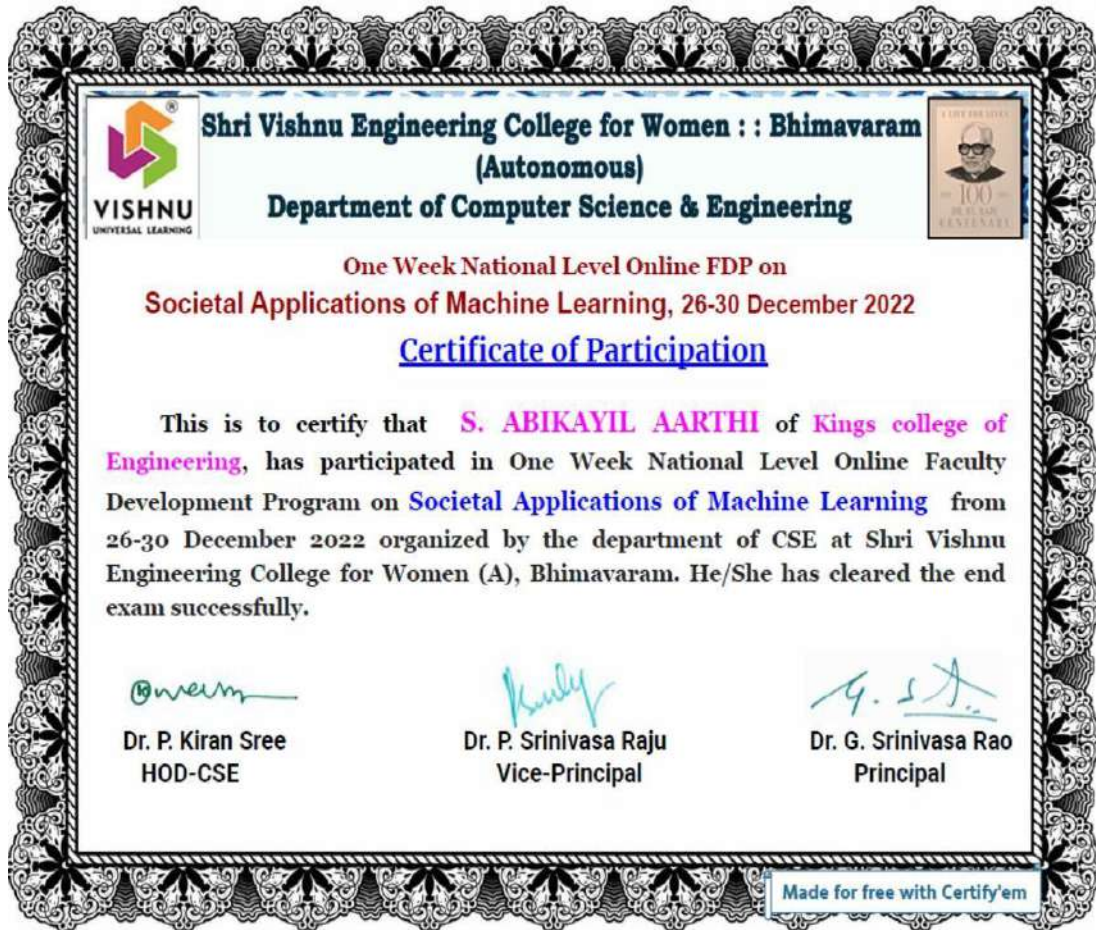 Shri Vishnu Engineering College for Women : : Bhimavaram
(Autonomous)
Department of Computer Science & Engineering
VISHNU
UNIVERSAL LEARNING
®
100
One Week National Level Online FDP on
Societal Applications of Machine Learning, 26-30 December 2022
Certificate of Participation
This is to certify that S. ABIKAYIL AARTHI of Kings college of
Engineering, has participated in One Week National Level Online Faculty
Development Program on Societal Applications of Machine Learning from
26-30 December 2022 organized by the department of CSE at Shri Vishnu
Engineering College for Women (A), Bhimavaram. He/She has cleared the end
exam successfully.
Dr. P. Kiran Sree
HOD-CSE
Dr. P. Srinivasa Raju
Vice-Principal
Dr. G. Srinivasa Rao
Principal
Made for free with Certify'em